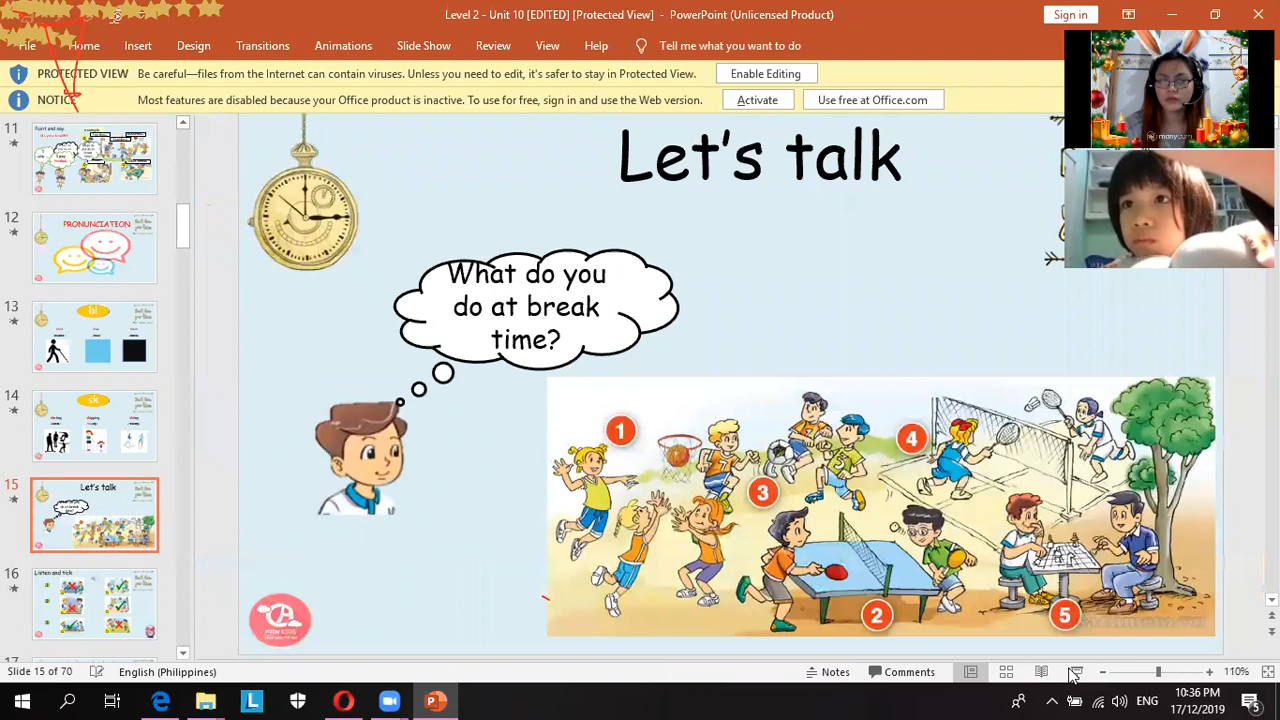 Level 2 - Unit 10 [EDITED] [Protected View] - PowerPoint (Unlicensed Product)
Sign in
File Home Insert Design Transitions Animations Slide Show Review View Help Tell me what you want to do
PROTECTED VIEW Be careful—files from the Internet can contain viruses. Unless you need to edit, it's safer to stay in Protected View. Enable Editing
NOTICE Most features are disabled because your Office product is inactive. To use for free, sign in and use the Web version. Activate Use free at Office.com
11
Point and say
12
PRONUNCIATION
13
bl
14
sk
15
Let's talk
16
Listen and tick
17
Let's talk
What do you
do at break
time?
1
2
3
4
5
manycam
Slide 15 of 70 English (Philippines) Notes Comments 110%
ENG
10:36 PM
17/12/2019
5